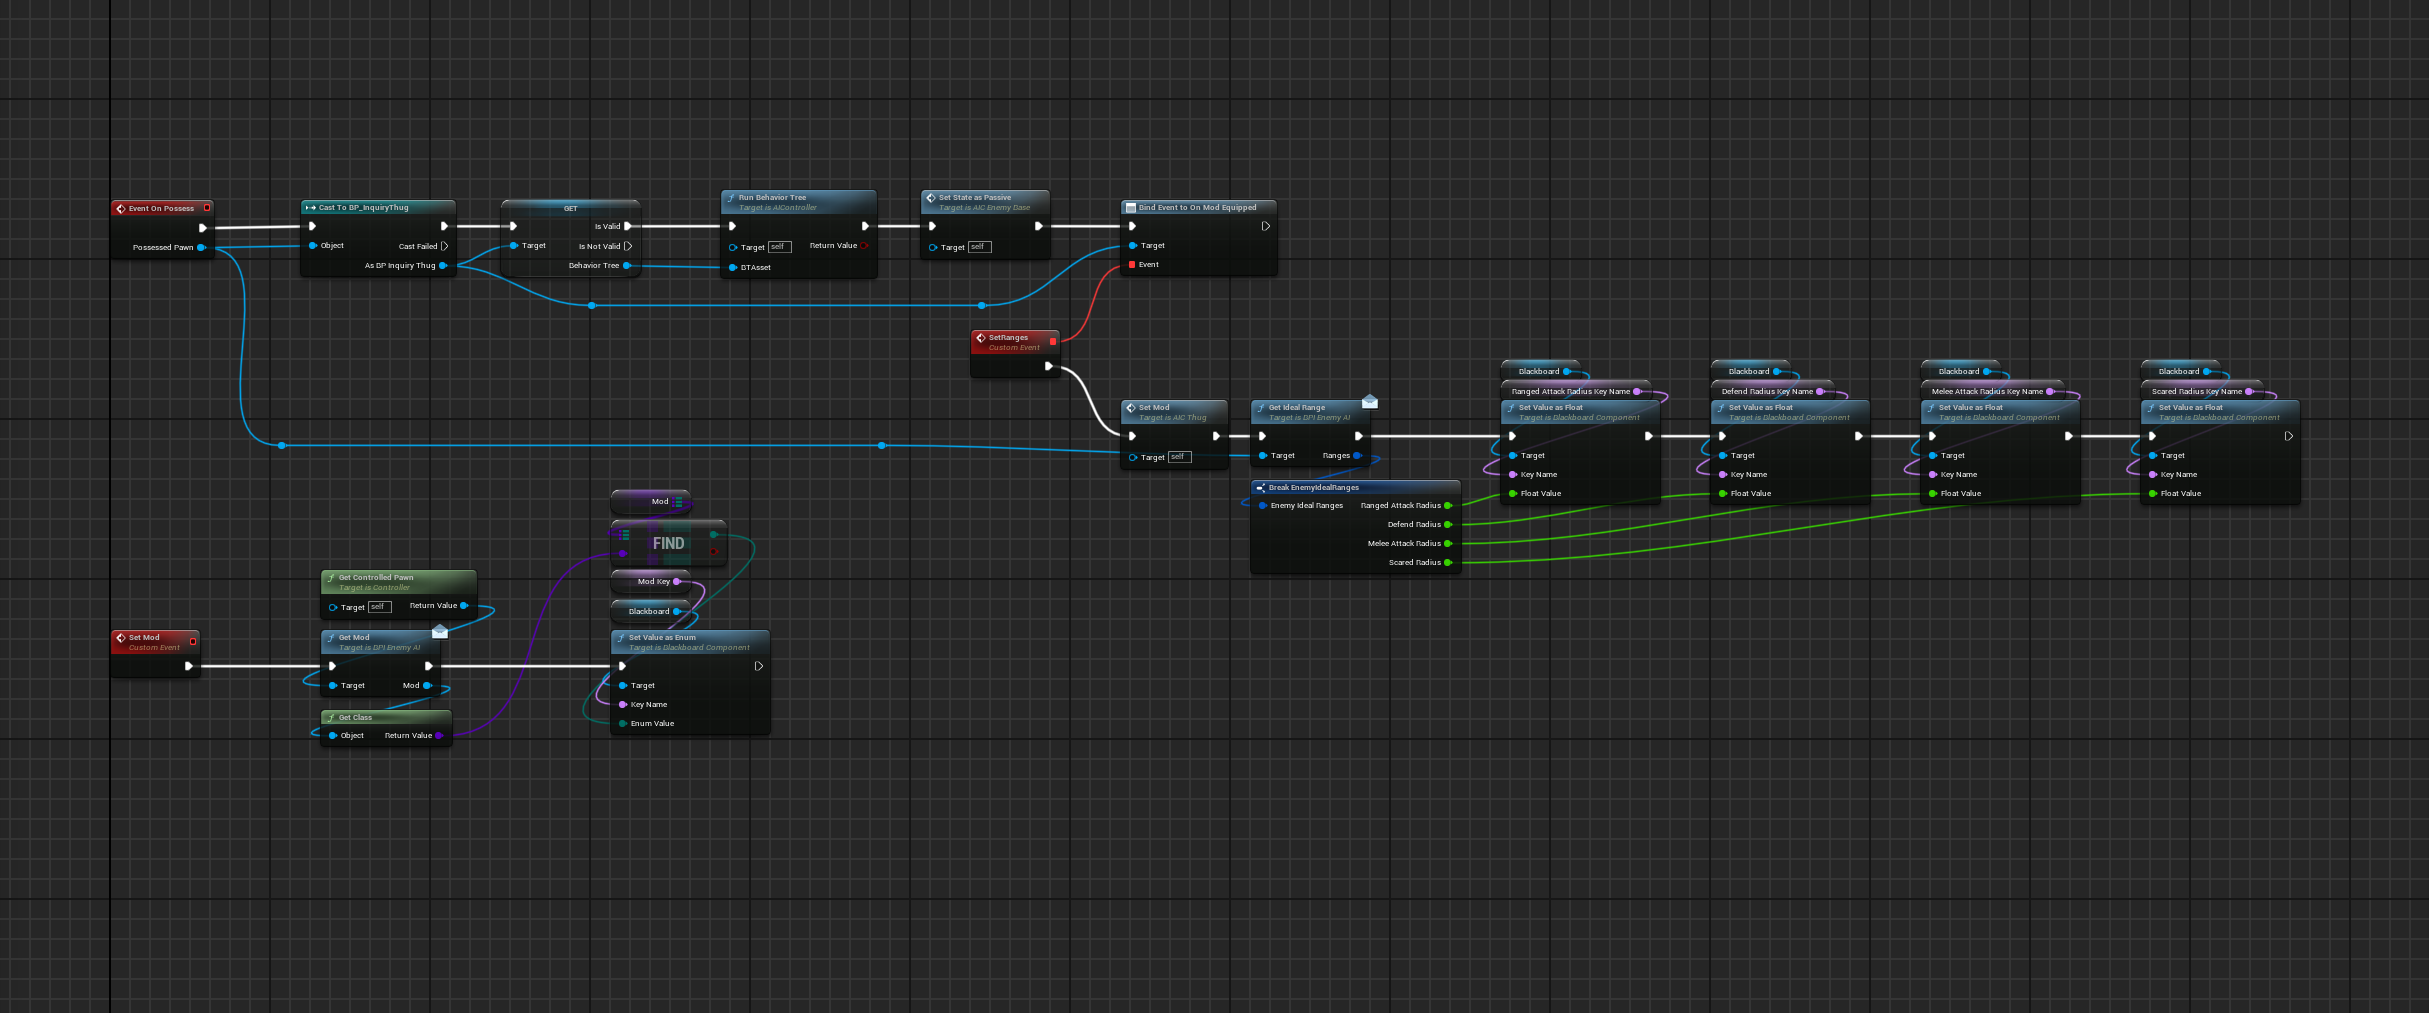 Event On Possess
Possessed Pawn
Cast To BP_InquiryThug
Object
Cast Failed
As BP Inquiry Thug
GET
Is Valid
Target
Is Not Valid
Behavior Tree
Run Behavior Tree
Target is AIController
Target self
Return Value
BTAsset
Set State as Passive
Target is AIC Enemy Base
Target self
Bind Event to On Mod Equipped
Target
Event
SetRanges
Custom Event
Set Mod
Target is AIC Thug
Target self
Get Ideal Range
Target is BPI Enemy AI
Target
Ranges
Break EnemyIdealRanges
Enemy Ideal Ranges
Ranged Attack Radius
Defend Radius
Melee Attack Radius
Scared Radius
Blackboard
Ranged Attack Radius Key Name
Set Value as Float
Target is Blackboard Component
Target
Key Name
Float Value
Blackboard
Defend Radius Key Name
Set Value as Float
Target is Blackboard Component
Target
Key Name
Float Value
Blackboard
Melee Attack Radius Key Name
Set Value as Float
Target is Blackboard Component
Target
Key Name
Float Value
Blackboard
Scared Radius Key Name
Set Value as Float
Target is Blackboard Component
Target
Key Name
Float Value
Set Mod
Custom Event
Get Controlled Pawn
Target is Controller
Target self
Return Value
Get Mod
Target is BPI Enemy AI
Target
Mod
Get Class
Object
Return Value
Mod
FIND
Mod Key
Blackboard
Set Value as Enum
Target is Blackboard Component
Target
Key Name
Enum Value